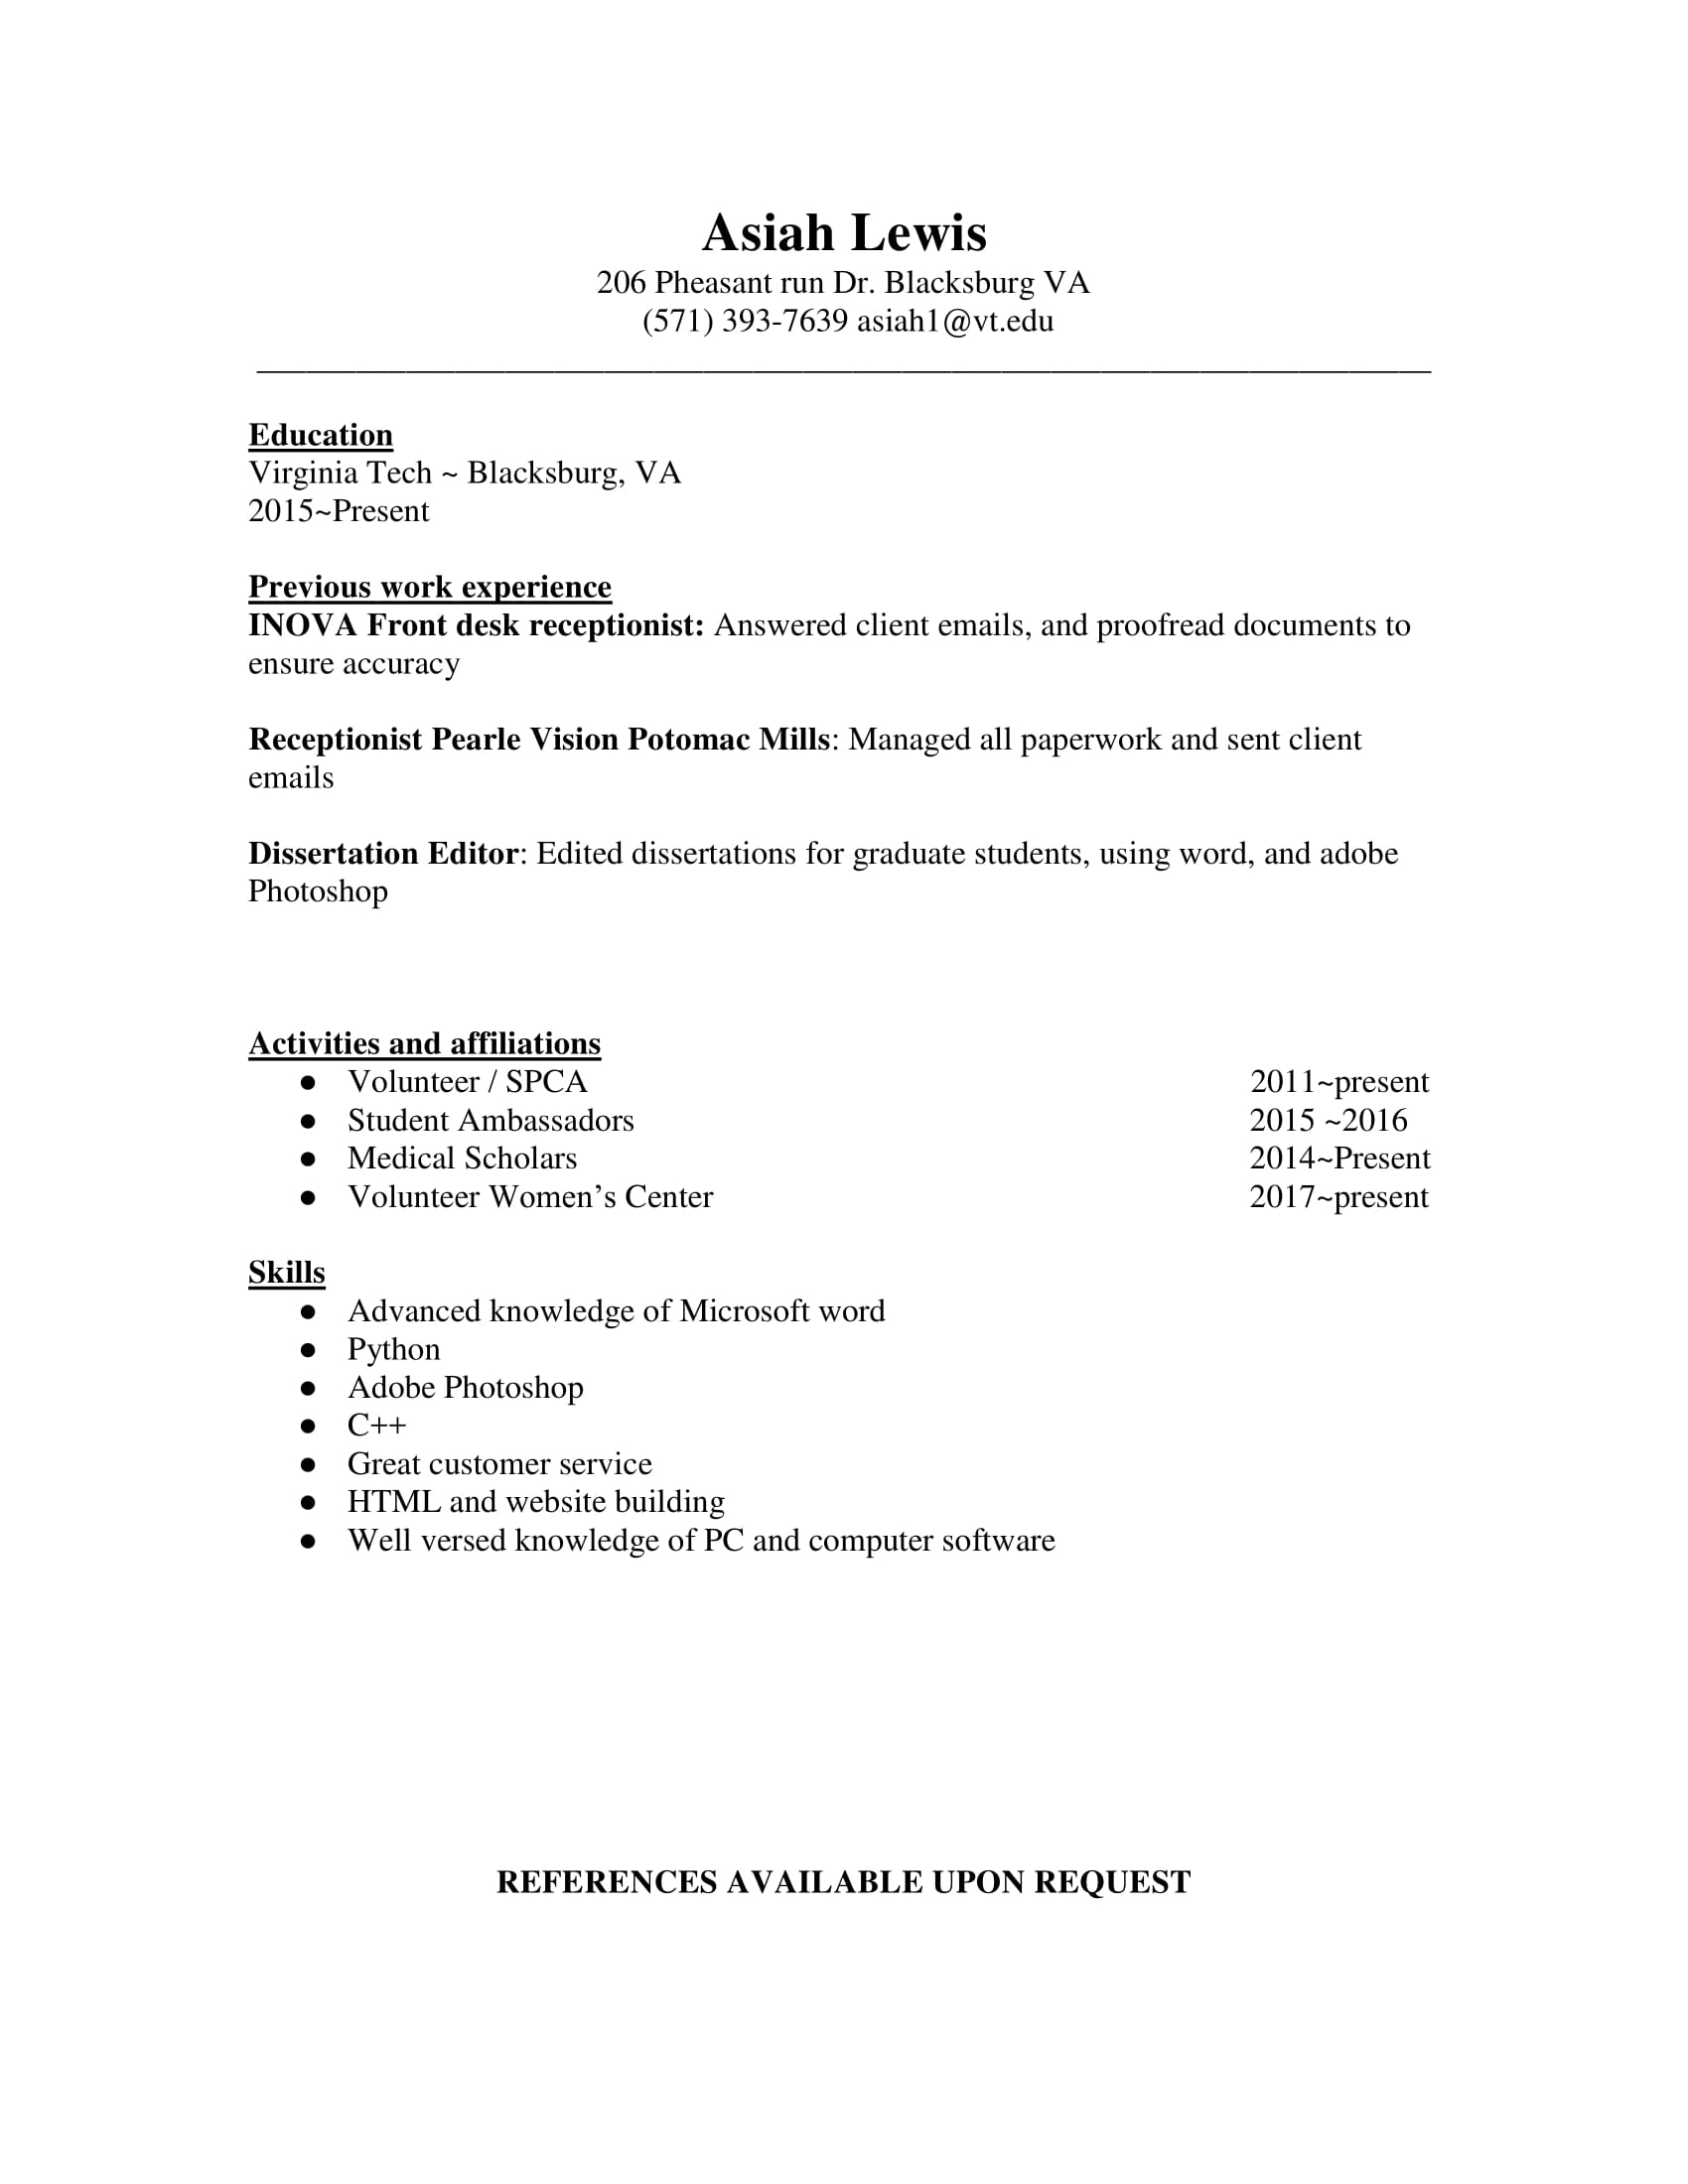 Asiah Lewis
206 Pheasant run Dr. Blacksburg VA
(571) 393-7639 asiah1@vt.edu
Education
Virginia Tech ~ Blacksburg, VA
2015~Present
Previous work experience
INOVA Front desk receptionist: Answered client emails, and proofread documents to
ensure accuracy
Receptionist Pearle Vision Potomac Mills: Managed all paperwork and sent client
emails
Dissertation Editor: Edited dissertations for graduate students, using word, and adobe
Photoshop
Activities and affiliations
● Volunteer / SPCA 2011~present
● Student Ambassadors 2015 ~2016
● Medical Scholars 2014~Present
● Volunteer Women’s Center 2017~present
Skills
● Advanced knowledge of Microsoft word
● Python
● Adobe Photoshop
● C++
● Great customer service
● HTML and website building
● Well versed knowledge of PC and computer software
REFERENCES AVAILABLE UPON REQUEST